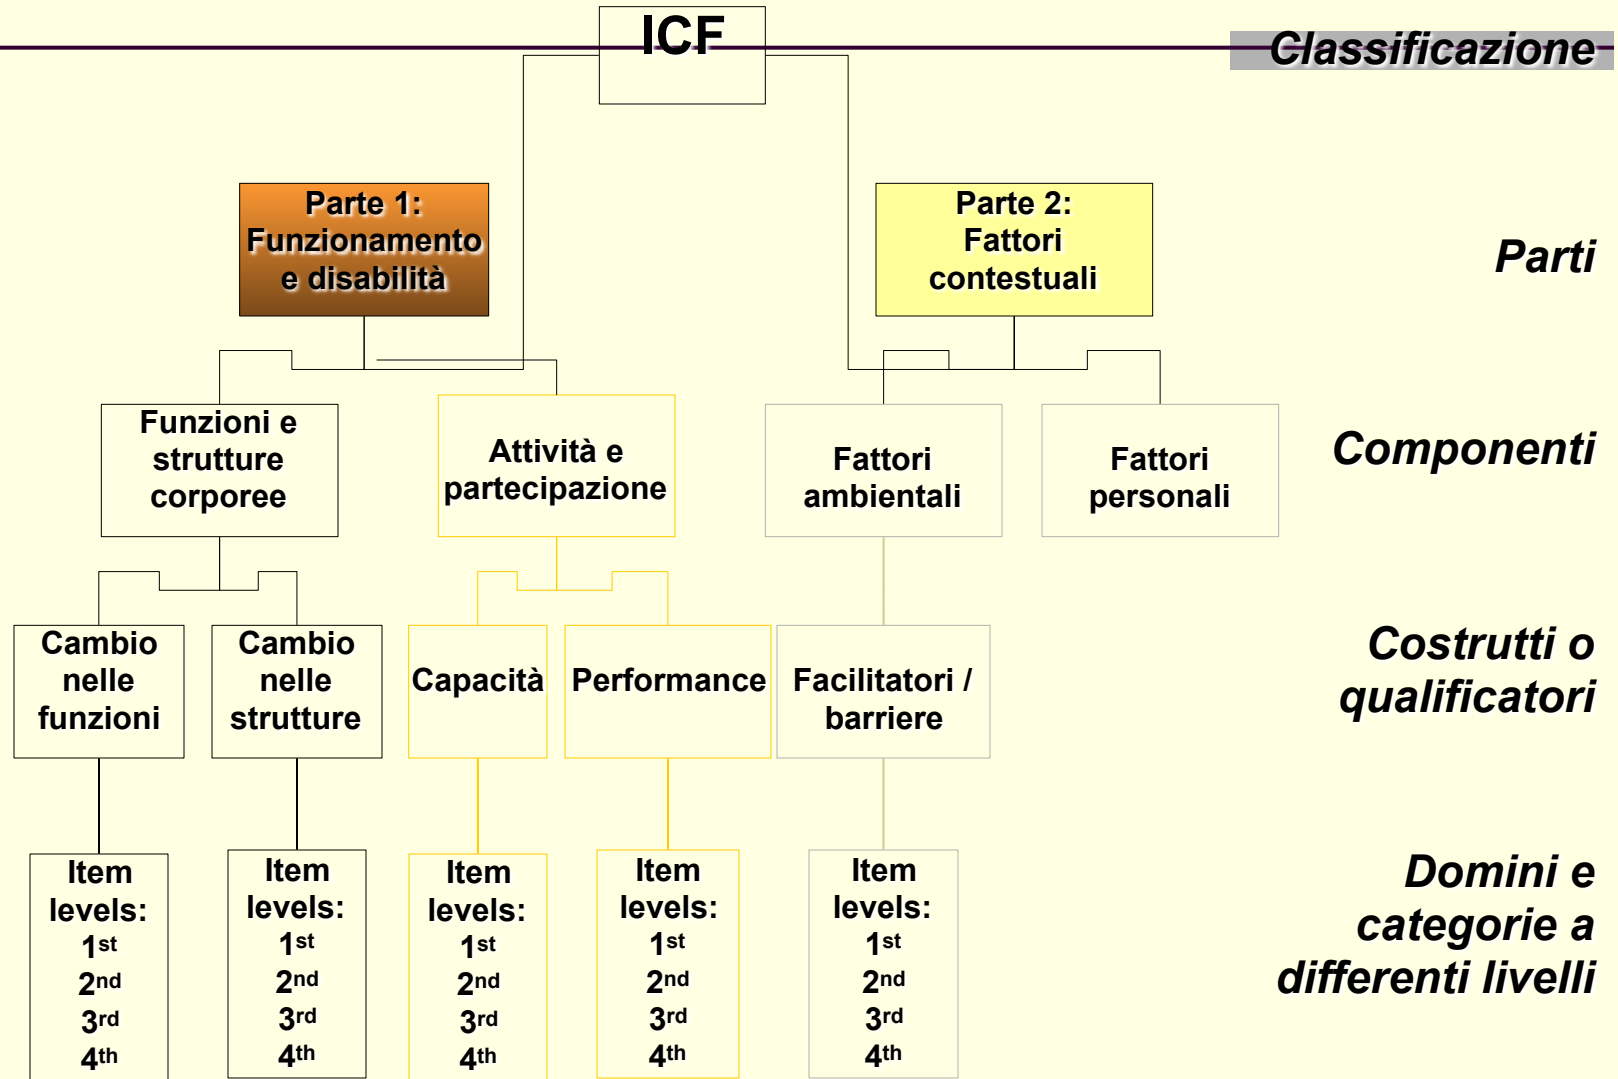 ICF
Classificazione
Parte 1:
Funzionamento
e disabilità
Parte 2:
Fattori
contestuali
Parti
Funzioni e
strutture
corporee
Attività e
partecipazione
Fattori
ambientali
Fattori
personali
Componenti
Cambio
nelle
funzioni
Cambio
nelle
strutture
Capacità
Performance
Facilitatori /
barriere
Costrutti o
qualificatori
Item
levels:
1st
2nd
3rd
4th
Item
levels:
1st
2nd
3rd
4th
Item
levels:
1st
2nd
3rd
4th
Item
levels:
1st
2nd
3rd
4th
Item
levels:
1st
2nd
3rd
4th
Domini e
categorie a
differenti livelli